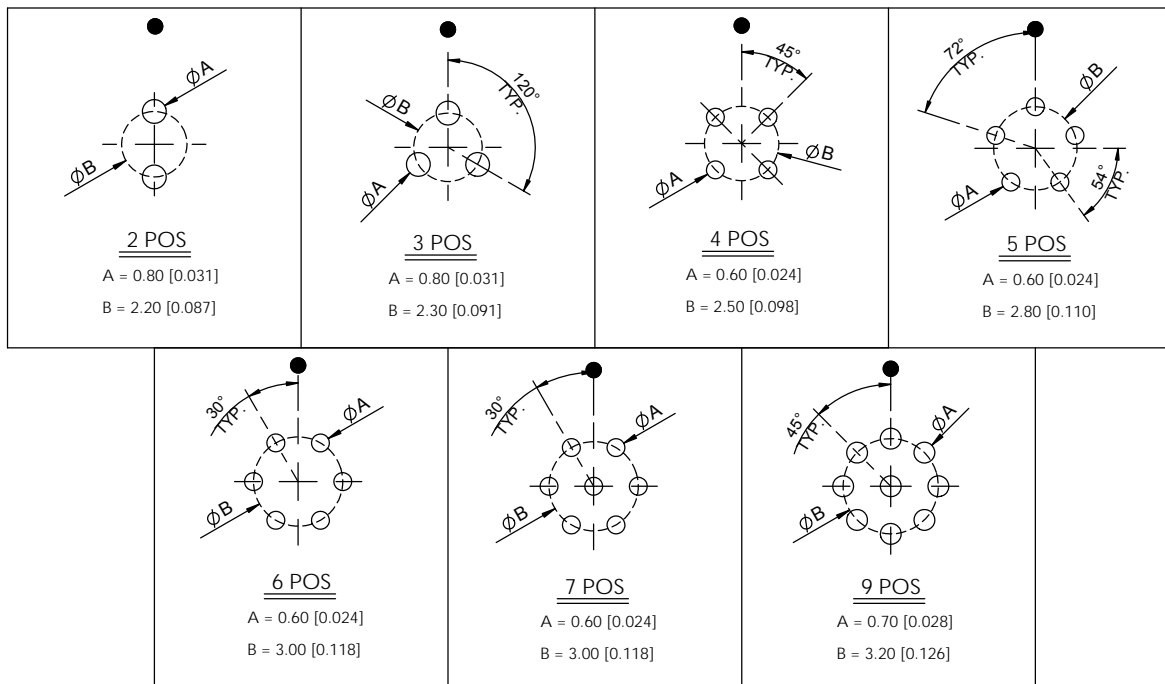 ØA
ØB
2 POS
A = 0.80 [0.031]
B = 2.20 [0.087]
120°
TYP.
ØB
ØA
3 POS
A = 0.80 [0.031]
B = 2.30 [0.091]
45°
TYP.
ØB
ØA
4 POS
A = 0.60 [0.024]
B = 2.50 [0.098]
72°
TYP.
ØB
54°
TYP.
ØA
5 POS
A = 0.60 [0.024]
B = 2.80 [0.110]
30°
TYP.
ØA
ØB
6 POS
A = 0.60 [0.024]
B = 3.00 [0.118]
30°
TYP.
ØA
ØB
7 POS
A = 0.60 [0.024]
B = 3.00 [0.118]
45°
TYP.
ØA
ØB
9 POS
A = 0.70 [0.028]
B = 3.20 [0.126]